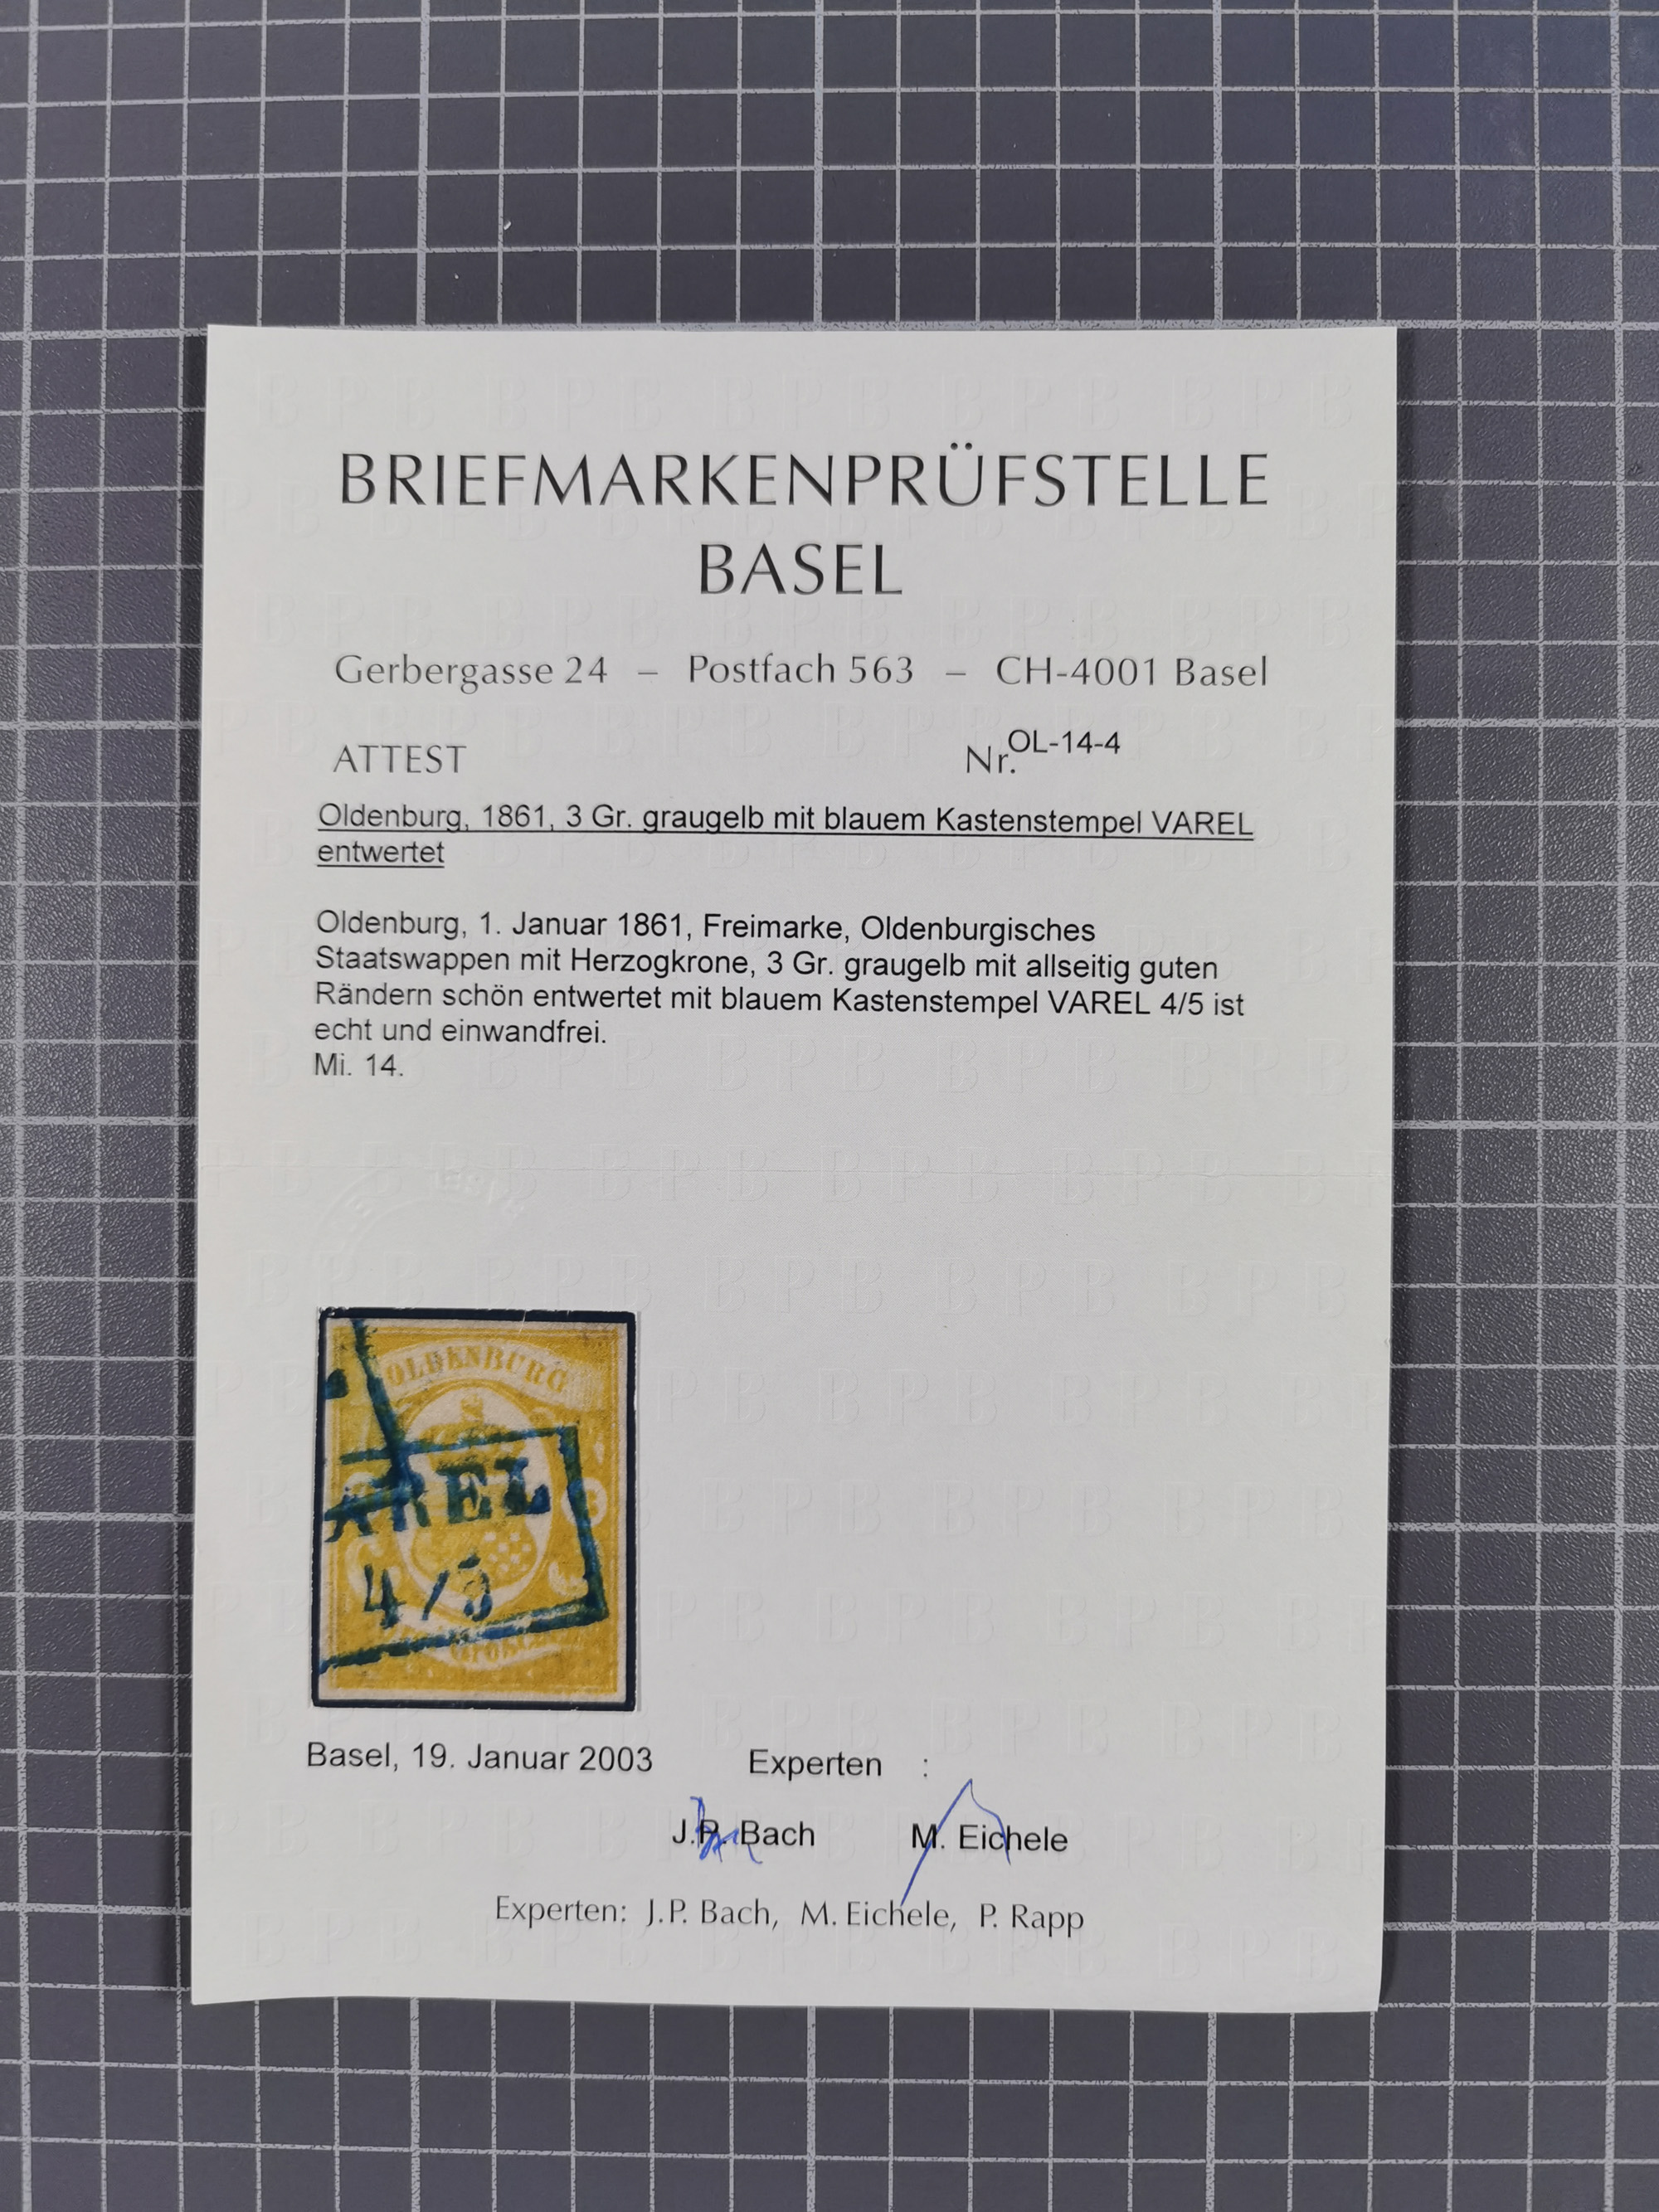 BRIEFMARKENPRÜFSTELLE
BASEL
Gerbergasse 24 – Postfach 563 – CH-4001 Basel
ATTEST Nr. OL-14-4
Oldenburg, 1861, 3 Gr. graugelb mit blauem Kastenstempel VAREL
entwertet
Oldenburg, 1. Januar 1861, Freimarke, Oldenburgisches
Staatswappen mit Herzogkrone, 3 Gr. graugelb mit allseitig guten
Rändern schön entwertet mit blauem Kastenstempel VAREL 4/5 ist
echt und einwandfrei.
Mi. 14.
OLDENBURG
AREL
3
4/5
Basel, 19. Januar 2003 Experten :
J.P. Bach M. Eichele
Experten: J.P. Bach, M. Eichele, P. Rapp